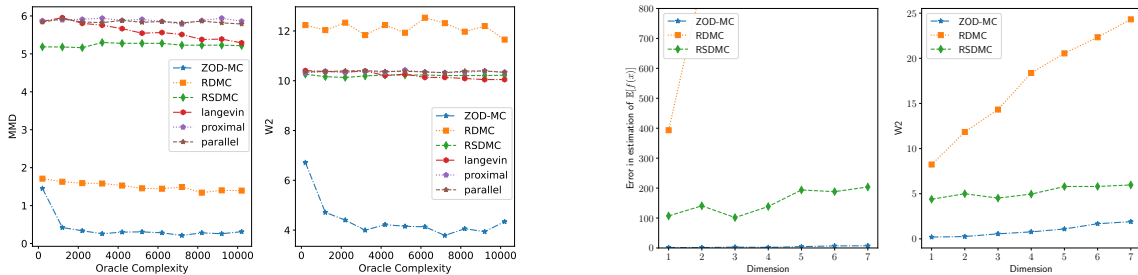 6
5
4
3
2
1
0
MMD
0 2000 4000 6000 8000 10000
Oracle Complexity
ZOD-MC
RDMC
RSDMC
langevin
proximal
parallel
12
10
8
6
4
W2
0 2000 4000 6000 8000 10000
Oracle Complexity
ZOD-MC
RDMC
RSDMC
langevin
proximal
parallel
800
700
600
500
400
300
200
100
0
Error in estimation of 𝔼[f(x)]
1 2 3 4 5 6 7
Dimension
ZOD-MC
RDMC
RSDMC
25
20
15
10
5
0
W2
1 2 3 4 5 6 7
Dimension
ZOD-MC
RDMC
RSDMC